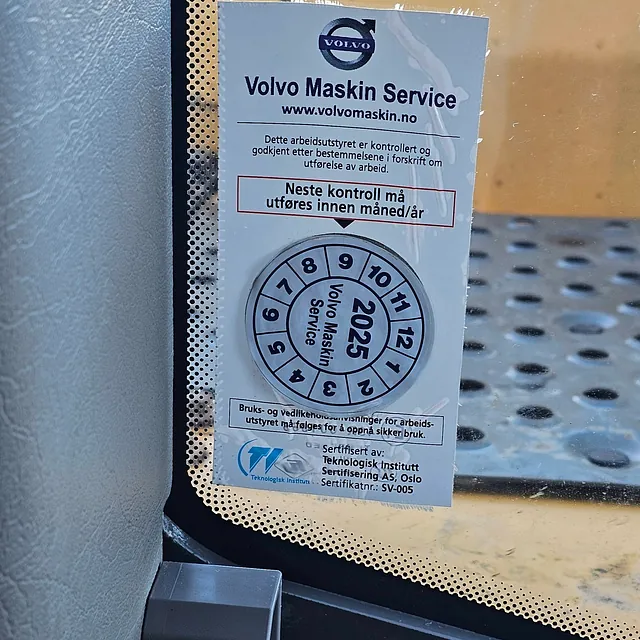 VOLVO
Volvo Maskin Service
www.volvomaskin.no
Dette arbeidsutstyret er kontrollert og
godkjent etter bestemmelsene i forskrift om
utførelse av arbeid.
Neste kontroll må
utføres innen måned/år
9
10
11
12
1
2
3
4
5
6
7
8
2025
Volvo Maskin
Service
Bruks- og vedlikeholdsanvisninger for arbeids-
utstyret må følges for å oppnå sikker bruk.
TI
Teknologisk Institutt
Sertifisert av:
Teknologisk Institutt
Sertifisering AS, Oslo
Sertifikatnr.: SV-005